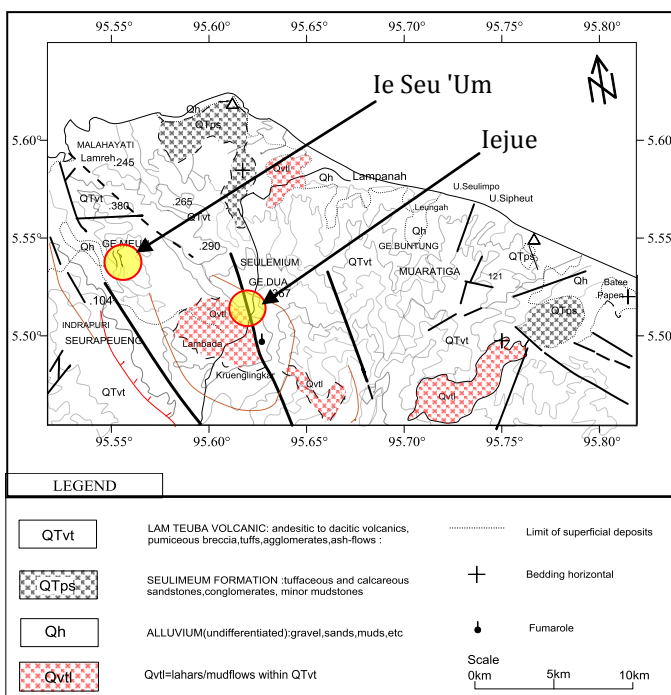 95.55° 95.60° 95.65° 95.70° 95.75° 95.80°
Ie Seu 'Um
Iejue
5.60° 5.60°
Qh
QTps
MALAHAYATI
Lamreh .245
Qvtl
Qh
Lampanah
U.Seulimpo
U.Sipheut
QTvt
.380
.265
QTvt
Leungah
Qh
5.55° 5.55°
Qh
GE.MEU
.290
SEULEMIUM
QTvt
GE.BUNTUNG
MUARATIGA
121
QTps
Qh
Batee
Papen
GE.DUA
.104
5.50° 5.50°
INDRAPURI
SEURAPEUENG
Qvtl
Lambada
Kruenglingkar
QTvt
QTps
QTvt
Qvtl
Qvtl
95.55° 95.60° 95.65° 95.70° 95.75° 95.80°
LEGEND
QTvt
LAM TEUBA VOLCANIC: andesitic to dacitic volcanics,
pumiceous breccia,tuffs,agglomerates,ash-flows :
Limit of superficial deposits
QTps
SEULIMEUM FORMATION :tuffaceous and calcareous
sandstones,conglomerates, minor mudstones
Bedding horizontal
Qh
ALLUVIUM(undifferentiated):gravel,sands,muds,etc
Fumarole
Qvtl
Qvtl=lahars/mudflows within QTvt
Scale
0km 5km 10km